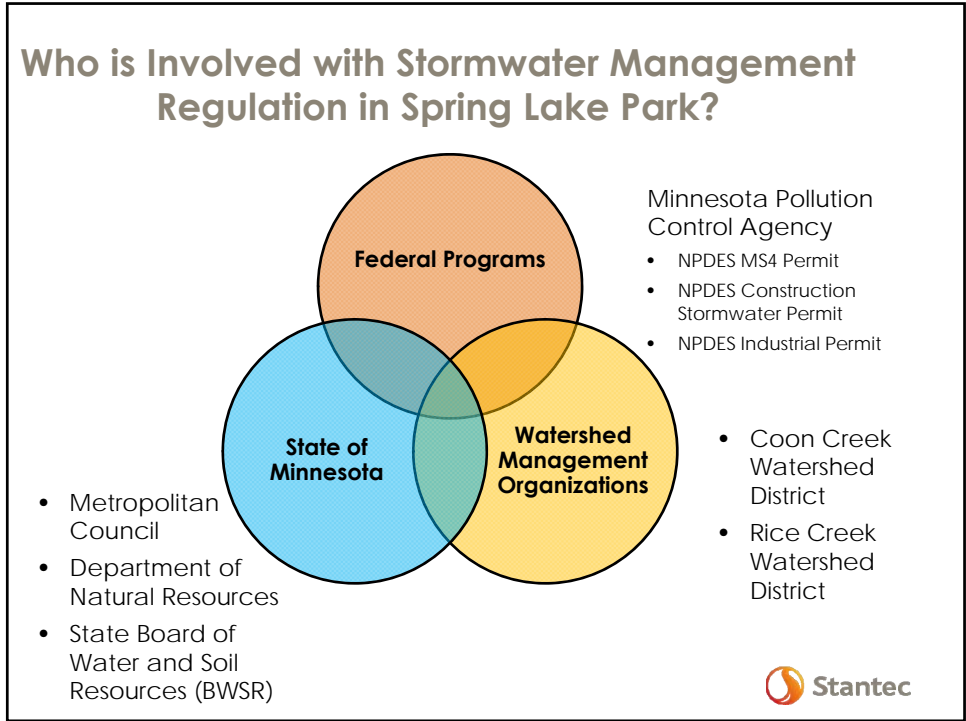 Who is Involved with Stormwater Management
Regulation in Spring Lake Park?
Federal Programs
Minnesota Pollution
Control Agency
• NPDES MS4 Permit
• NPDES Construction
Stormwater Permit
• NPDES Industrial Permit
State of
Minnesota
Watershed
Management
Organizations
• Coon Creek
Watershed
District
• Rice Creek
Watershed
District
• Metropolitan
Council
• Department of
Natural Resources
• State Board of
Water and Soil
Resources (BWSR)
Stantec